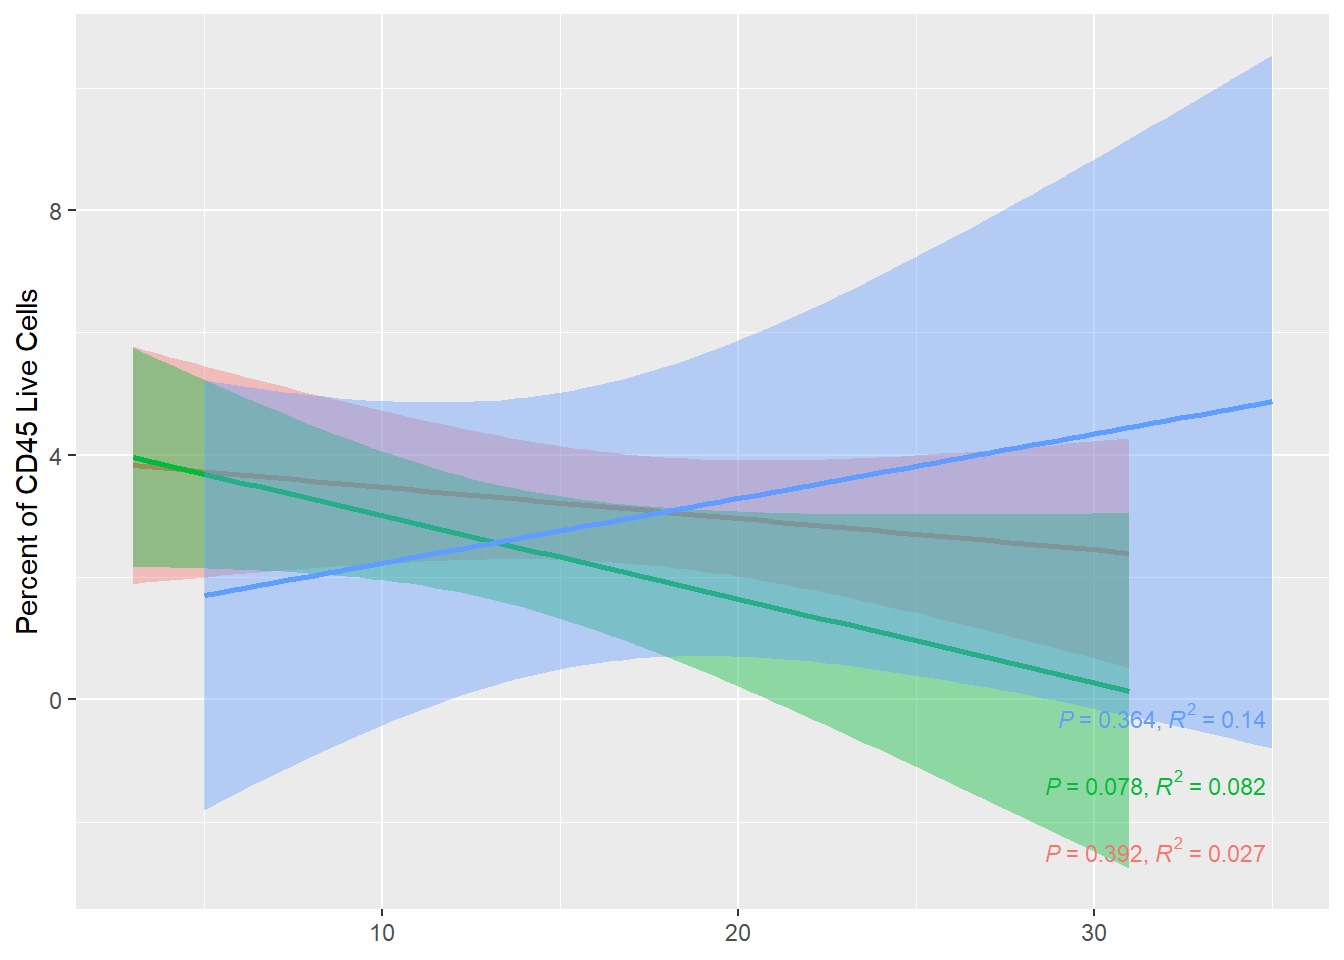 8
4
0
Percent of CD45 Live Cells
P = 0.364, R² = 0.14
P = 0.078, R² = 0.082
P = 0.392, R² = 0.027
10 20 30